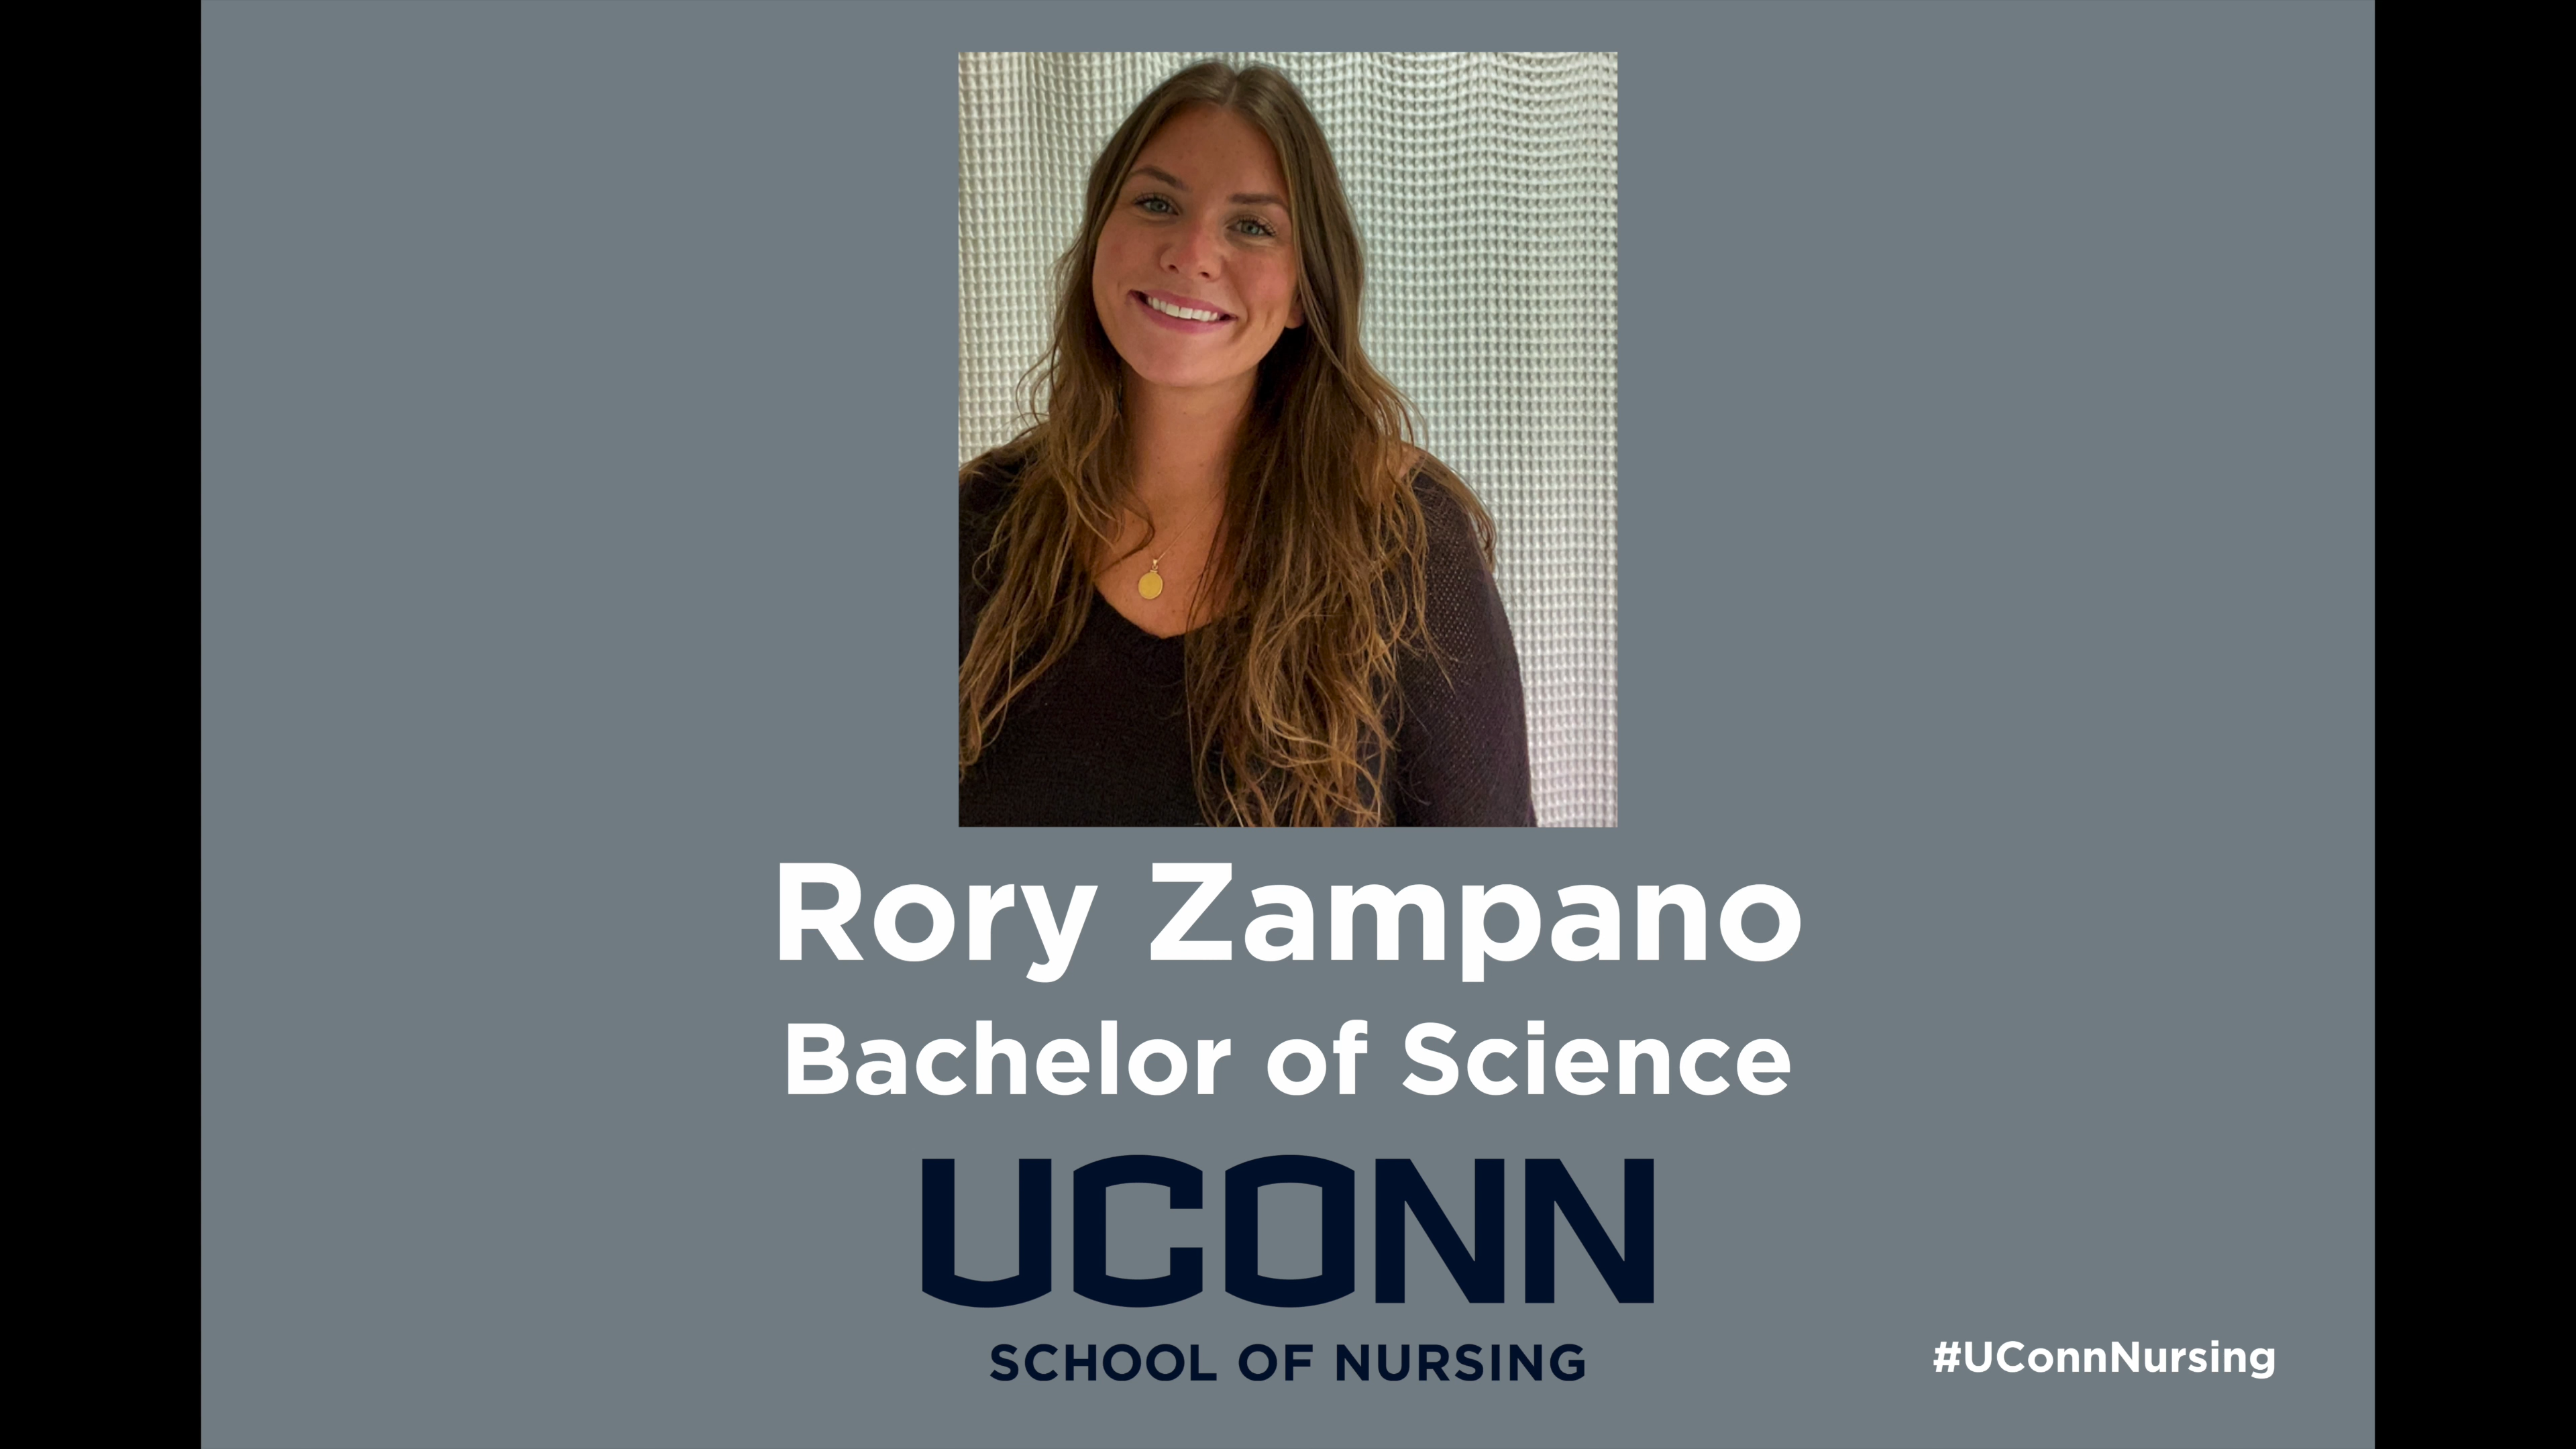 Rory Zampano
Bachelor of Science
UCONN
SCHOOL OF NURSING
#UConnNursing